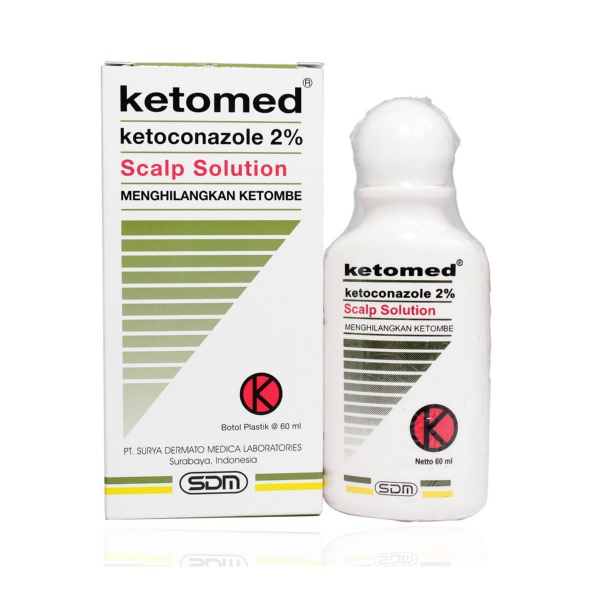 ketomed®
ketoconazole 2%
Scalp Solution
MENGHILANGKAN KETOMBE
K
Botol Plastik @ 60 ml
PT. SURYA DERMATO MEDICA LABORATORIES
Surabaya, Indonesia
SDM
ketomed®
ketoconazole 2%
Scalp Solution
MENGHILANGKAN KETOMBE
K
Netto 60 ml
SDM